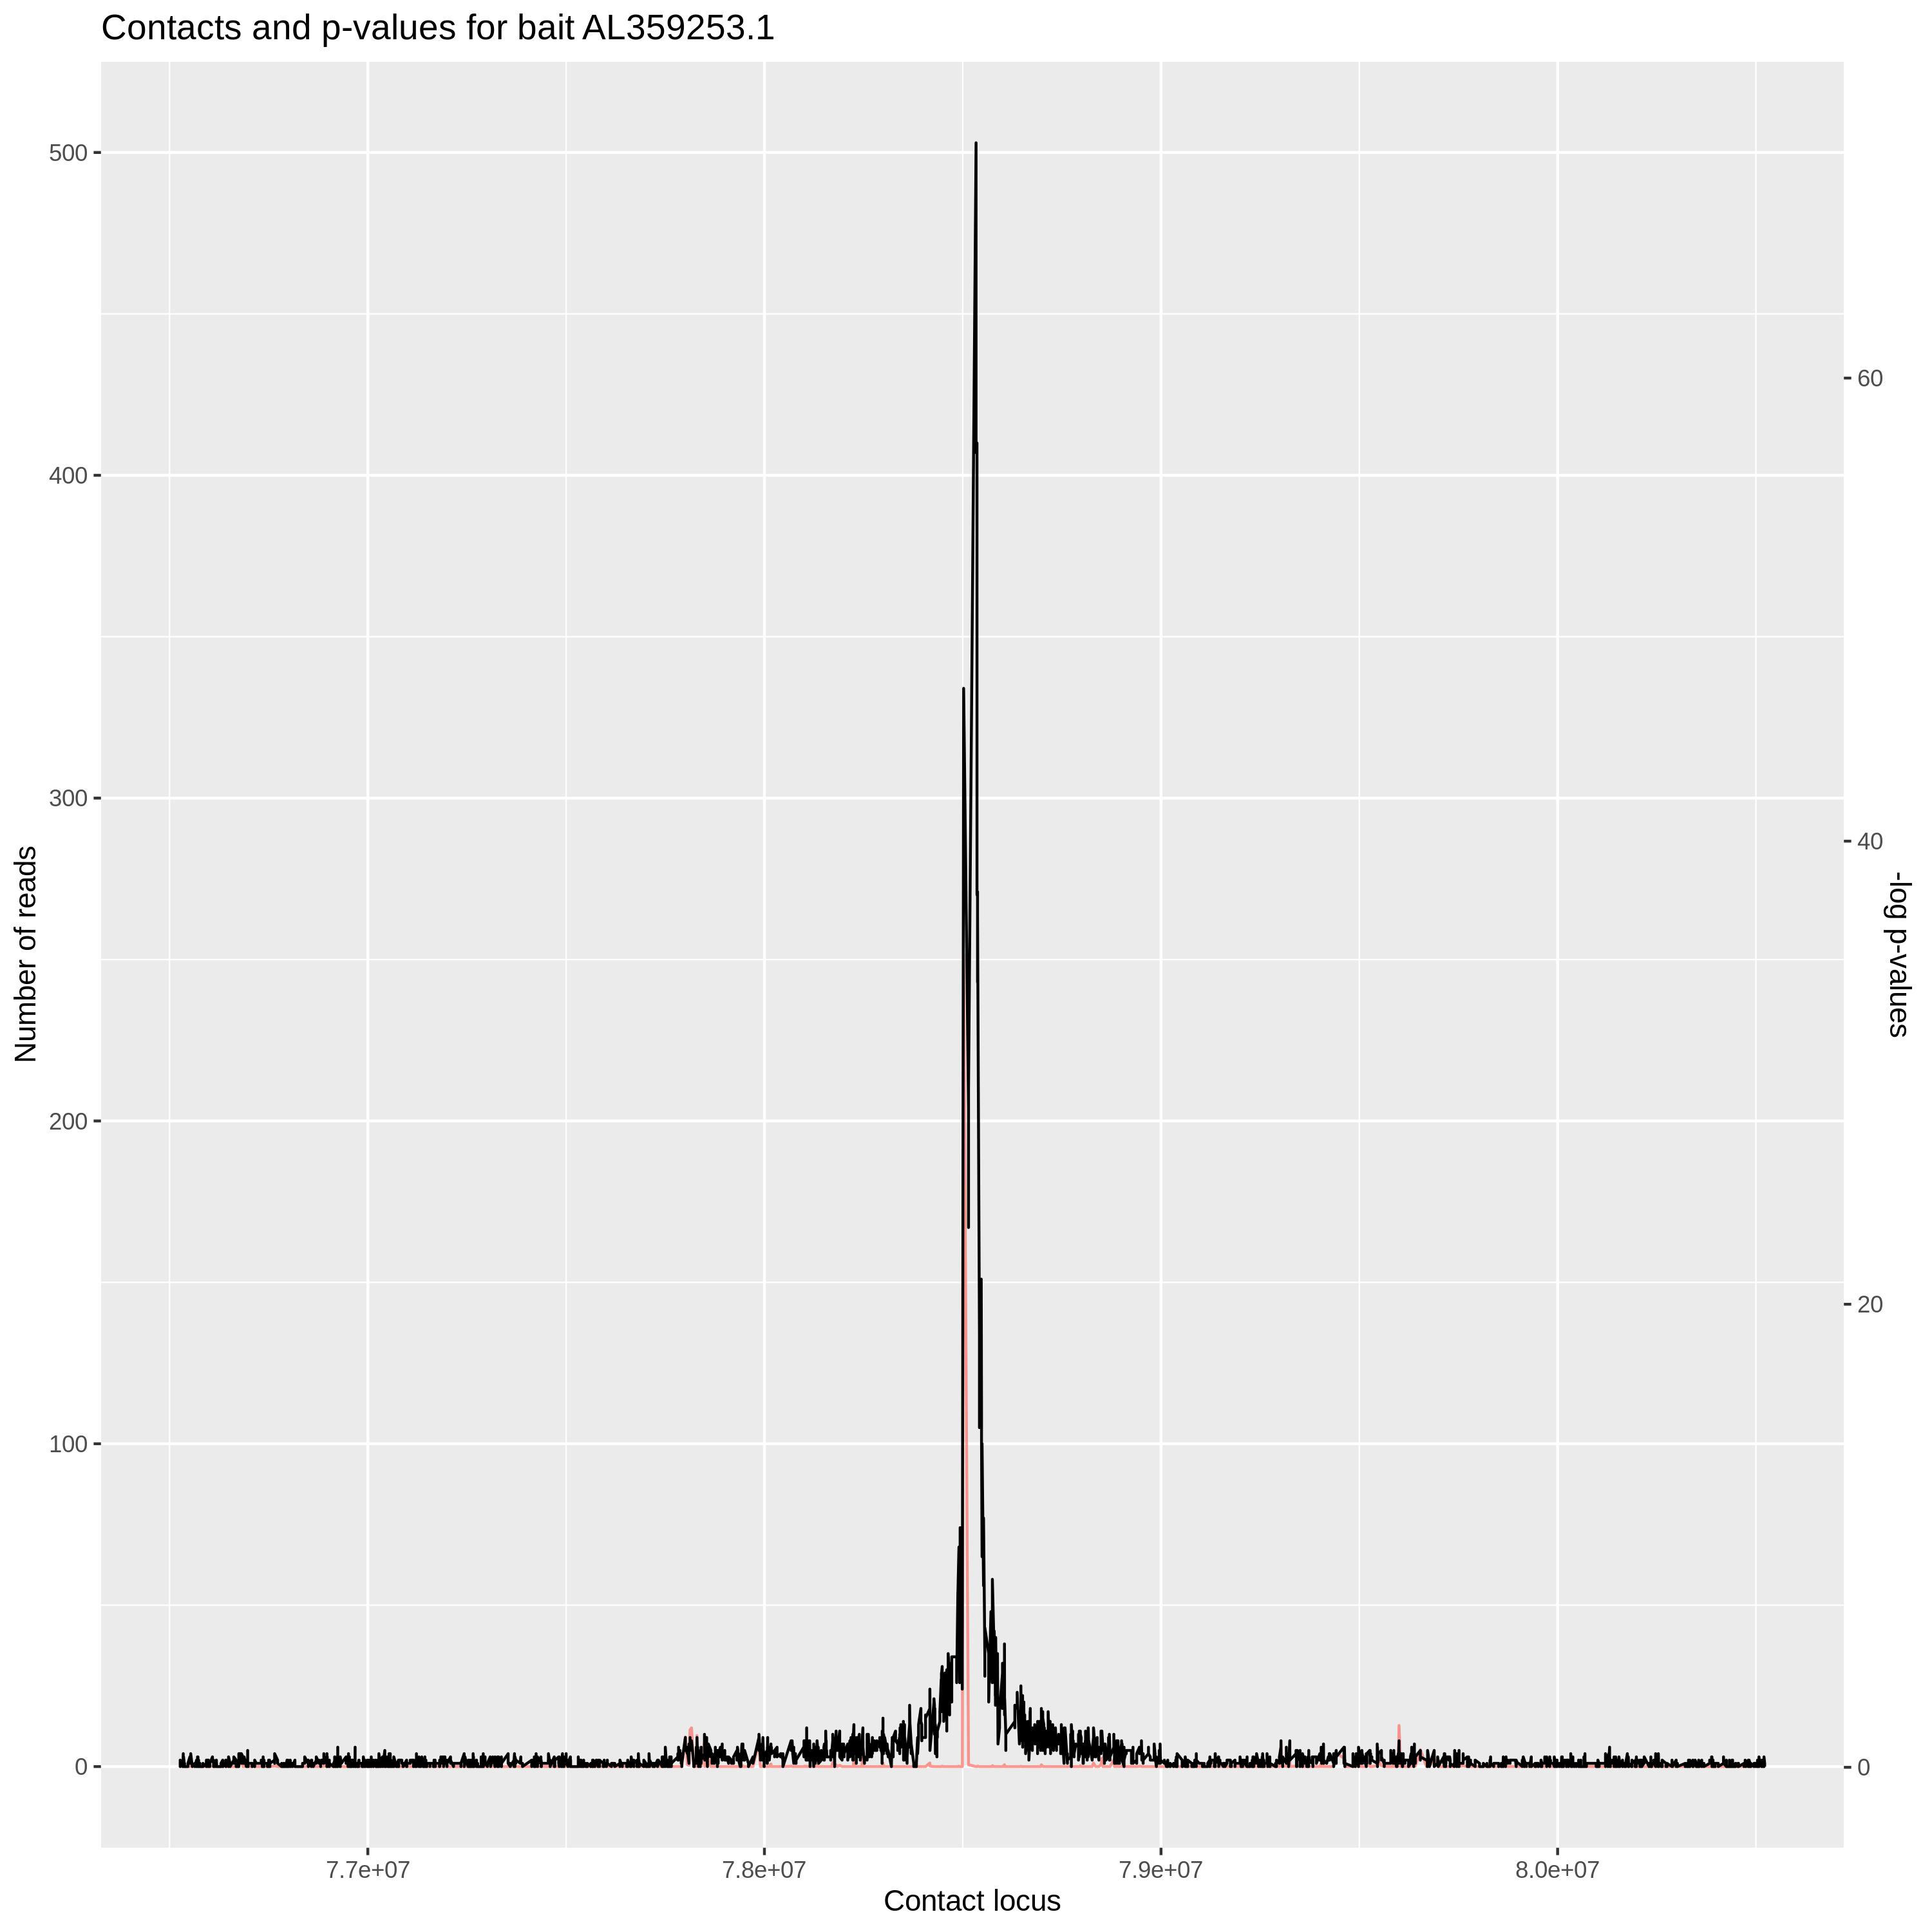 Contacts and p-values for bait AL359253.1
500
400
300
200
100
0
Number of reads
60
40
20
0
-log p-values
7.7e+07
7.8e+07
7.9e+07
8.0e+07
Contact locus